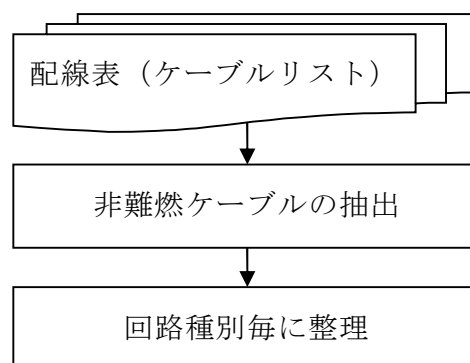 配線表（ケーブルリスト）
非難燃ケーブルの抽出
回路種別毎に整理